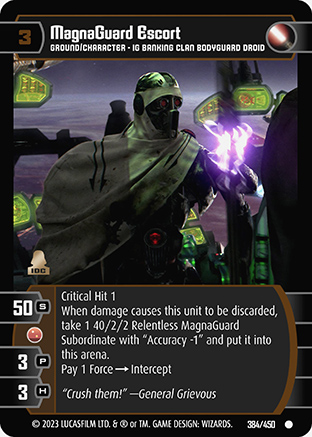 3
MagnaGuard Escort
GROUND/CHARACTER • IG BANKING CLAN BODYGUARD DROID
IDC
50 S
3 P
3 H
Critical Hit 1
When damage causes this unit to be discarded,
take 1 40/2/2 Relentless MagnaGuard
Subordinate with "Accuracy -1" and put it into
this arena.
Pay 1 Force → Intercept
"Crush them!" —General Grievous
© 2023 LUCASFILM LTD. & ® or TM. GAME DESIGN: WIZARDS.
384/450